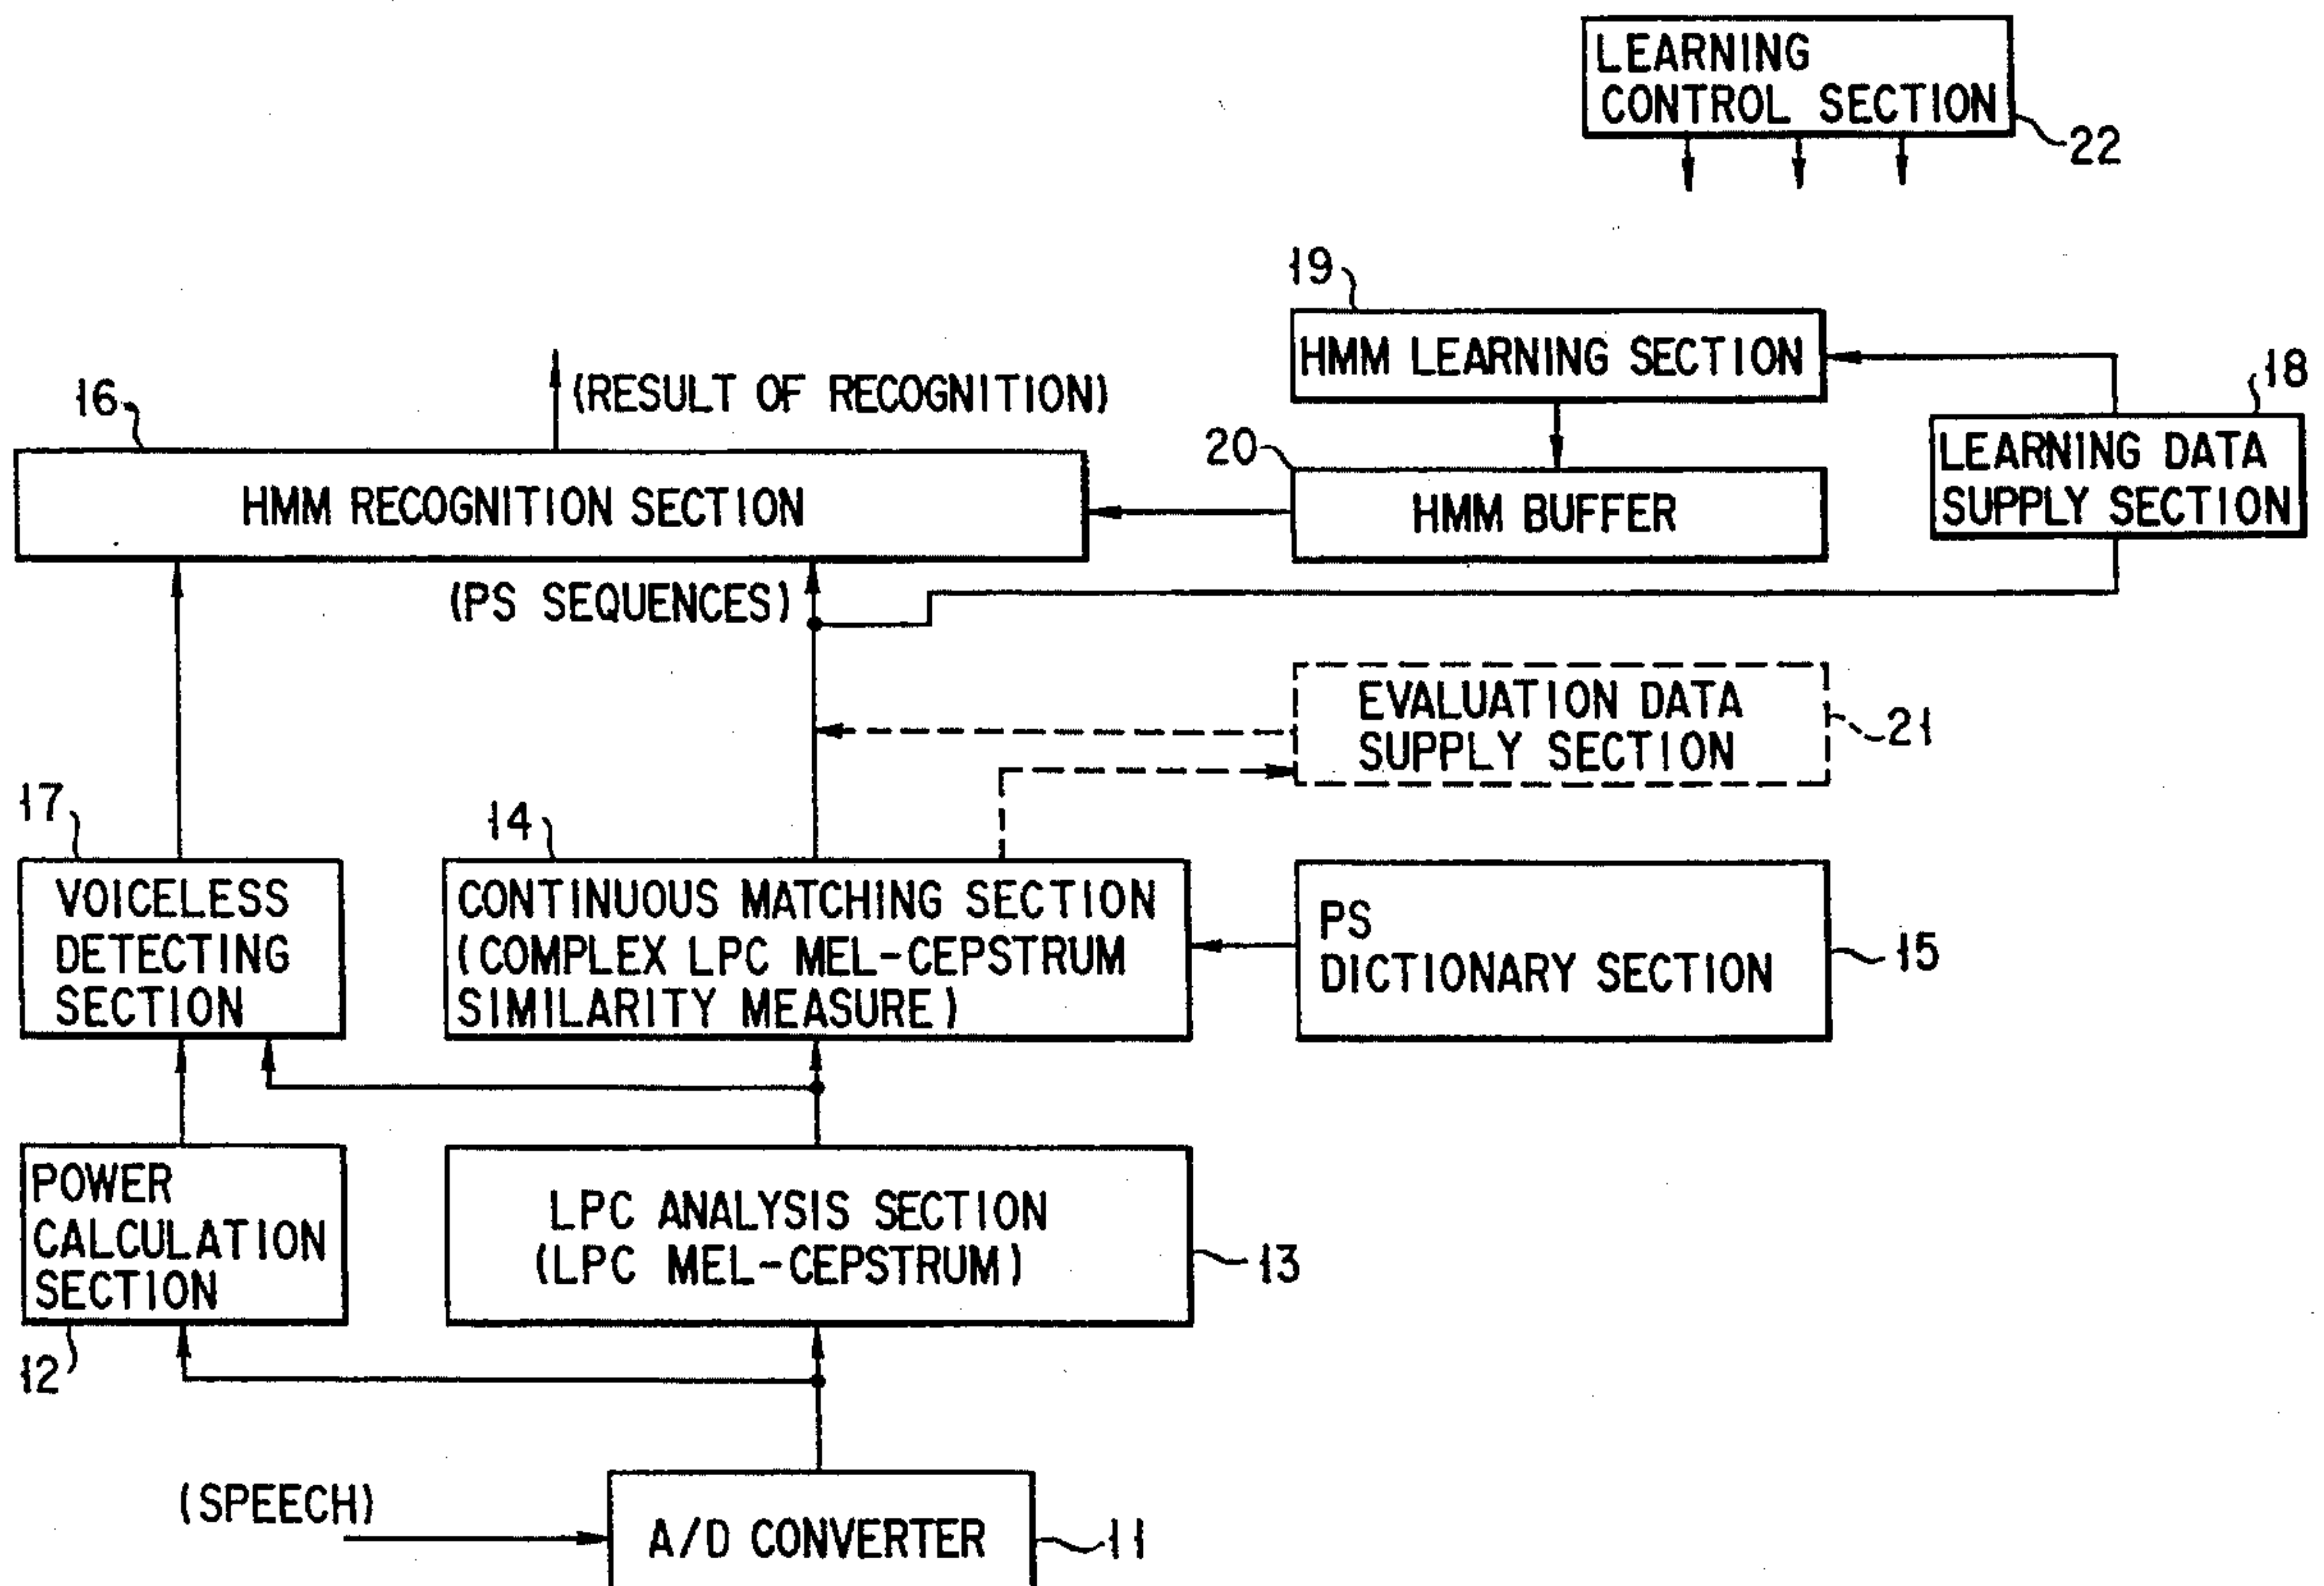 LEARNING
CONTROL SECTION
22
19
HMM LEARNING SECTION
18
16
(RESULT OF RECOGNITION)
20
LEARNING DATA
SUPPLY SECTION
HMM RECOGNITION SECTION
HMM BUFFER
(PS SEQUENCES)
EVALUATION DATA
SUPPLY SECTION
21
17
14
VOICELESS
DETECTING
SECTION
CONTINUOUS MATCHING SECTION
(COMPLEX LPC MEL-CEPSTRUM
SIMILARITY MEASURE)
PS
DICTIONARY SECTION
15
POWER
CALCULATION
SECTION
LPC ANALYSIS SECTION
(LPC MEL-CEPSTRUM)
13
12
(SPEECH)
A/D CONVERTER
11